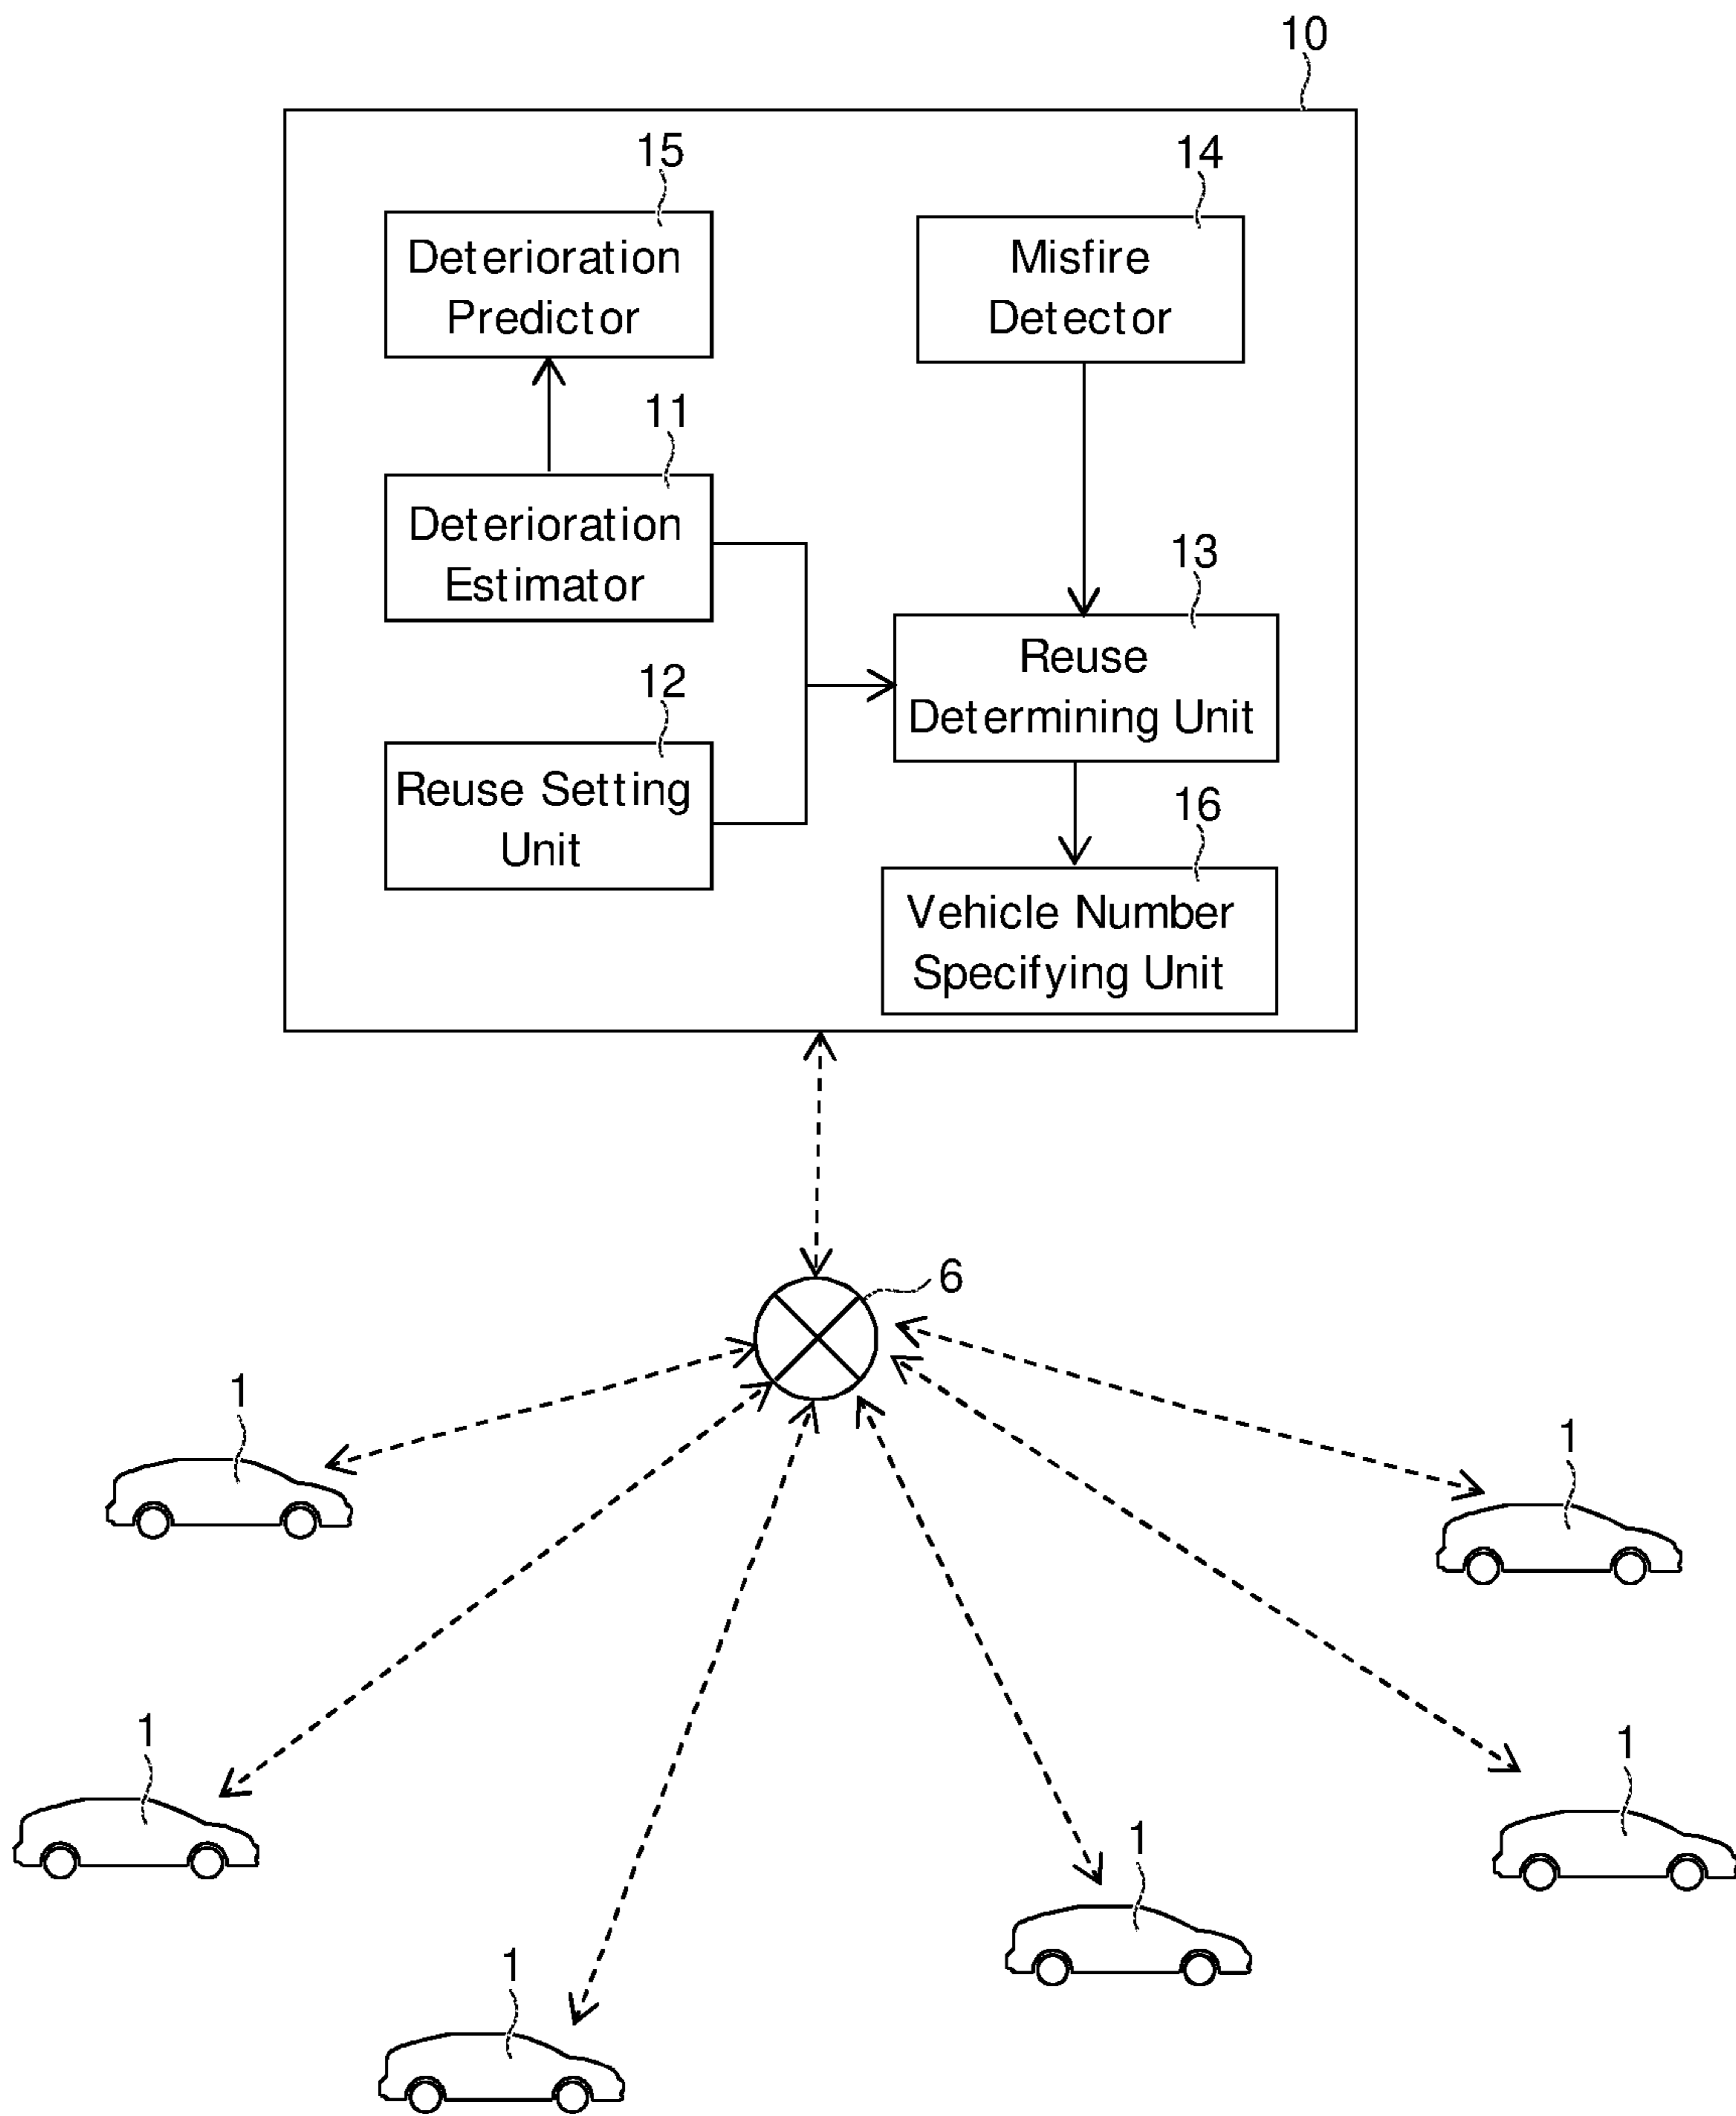 10
15
14
Deterioration
Predictor
Misfire
Detector
11
Deterioration
Estimator
13
Reuse
Determining Unit
12
Reuse Setting
Unit
16
Vehicle Number
Specifying Unit
6
1
1
1
1
1
1